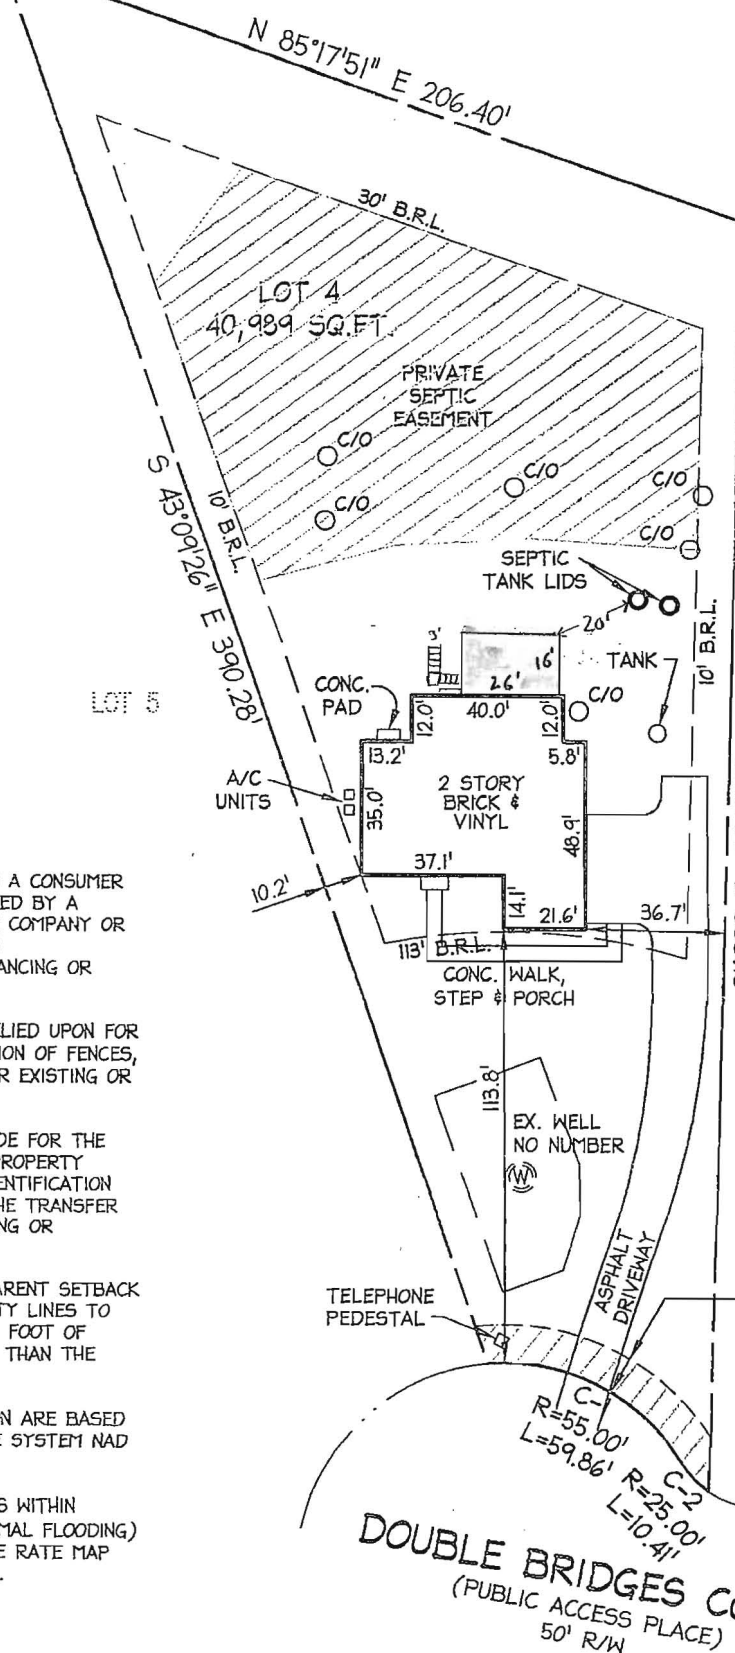 N 85°17'51" E 206.40'
30' B.R.L.
LOT 4
40,989 SQ.FT.
PRIVATE
SEPTIC
EASEMENT
C/O
C/O
C/O
C/O
C/O
S 43°09'26" E 390.28'
10' B.R.L.
SEPTIC
TANK LIDS
20'
10' B.R.L.
LOT 5
CONC.
PAD
16'
26'
TANK
C/O
12.0'
40.0'
12.0'
13.2'
5.8'
A/C
UNITS
35.0'
2 STORY
BRICK &
VINYL
48.9'
37.1'
10.2'
14.1'
21.6'
36.7'
113' B.R.L.
CONC. WALK,
STEP & PORCH
A CONSUMER
ED BY A
COMPANY OR
ANCING OR
LIED UPON FOR
ION OF FENCES,
R EXISTING OR
DE FOR THE
PROPERTY
ENTIFICATION
HE TRANSFER
NG OR
ARENT SETBACK
TY LINES TO
FOOT OF
THAN THE
N ARE BASED
E SYSTEM NAD
S WITHIN
MAL FLOODING)
E RATE MAP
113.8'
EX. WELL
NO NUMBER
W
ASPHALT
DRIVEWAY
TELEPHONE
PEDESTAL
C-
R=55.00'
L=59.86'
C-2
R=25.00'
L=10.41'
DOUBLE BRIDGES CO
(PUBLIC ACCESS PLACE)
50' R/W